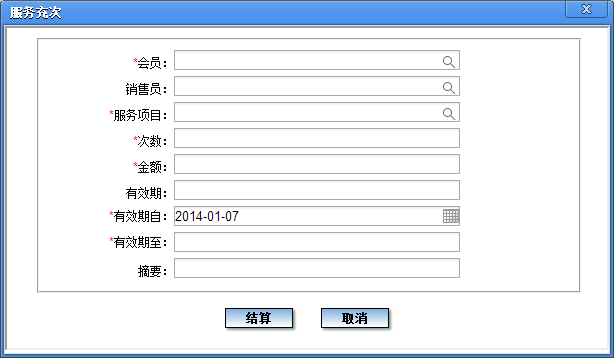 服务充次
*会员：
销售员：
*服务项目：
*次数：
*金额：
有效期：
*有效期自： 2014-01-07
*有效期至：
摘要：
结算 取消